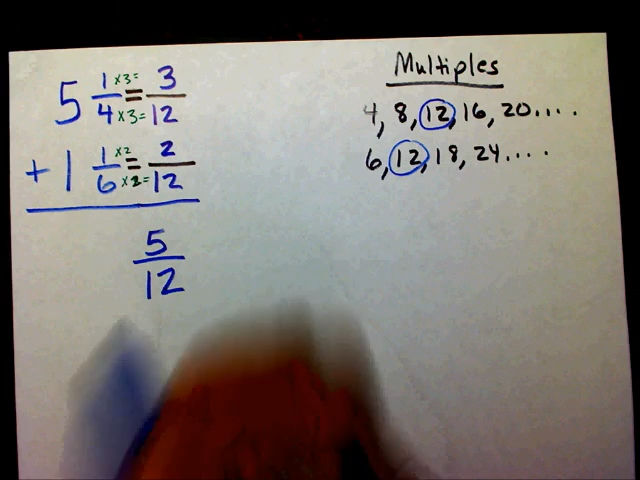 5 1/4 ×3= ×3= = 3/12
+ 1 1/6 ×2 ×2= = 2/12
5/12
Multiples
4, 8, 12, 16, 20....
6, 12, 18, 24....